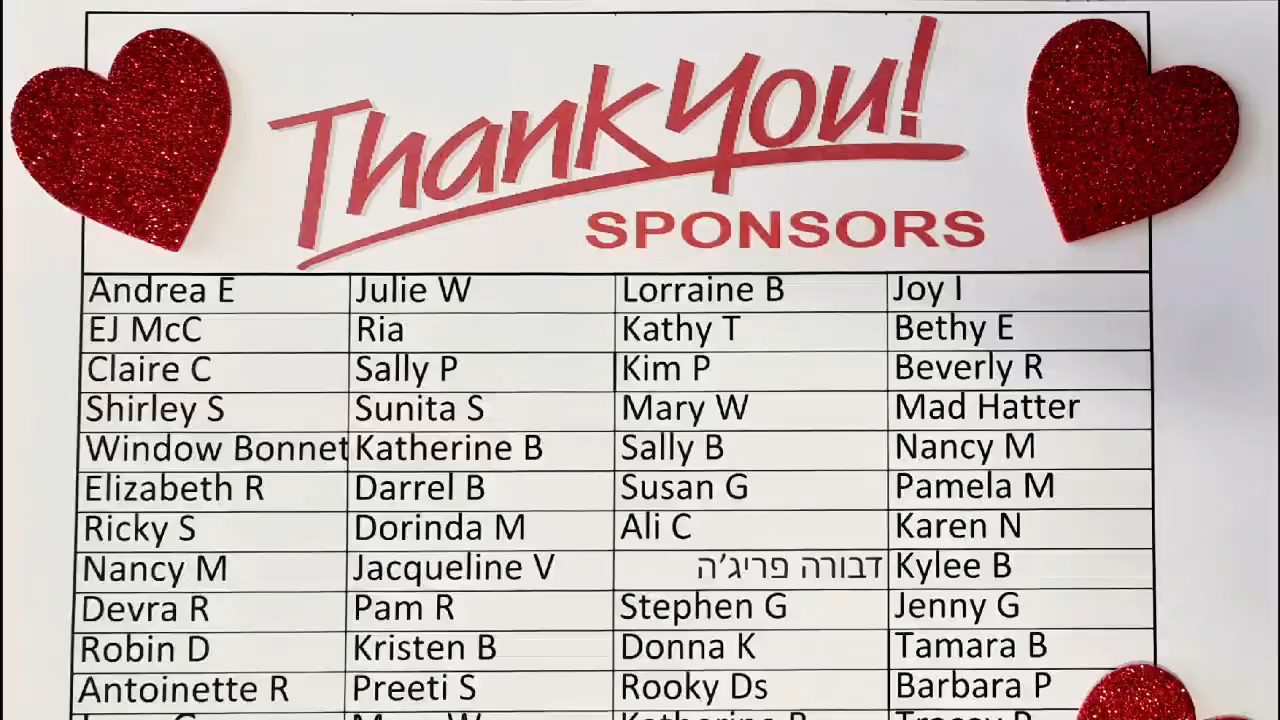 Thank You!
SPONSORS
Andrea E Julie W Lorraine B Joy I
EJ McC Ria Kathy T Bethy E
Claire C Sally P Kim P Beverly R
Shirley S Sunita S Mary W Mad Hatter
Window Bonnet Katherine B Sally B Nancy M
Elizabeth R Darrel B Susan G Pamela M
Ricky S Dorinda M Ali C Karen N
Nancy M Jacqueline V דבורה פריג'ה Kylee B
Devra R Pam R Stephen G Jenny G
Robin D Kristen B Donna K Tamara B
Antoinette R Preeti S Rooky Ds Barbara P